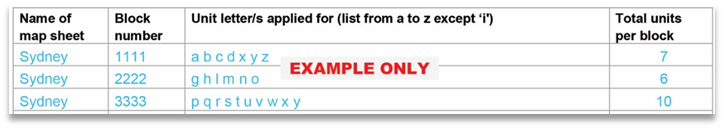 Name of map sheet Block number Unit letter/s applied for (list from a to z except ‘i’) Total units per block
Sydney 1111 a b c d x y z 7
Sydney 2222 g h l m n o 6
Sydney 3333 p q r s t u v w x y 10
EXAMPLE ONLY